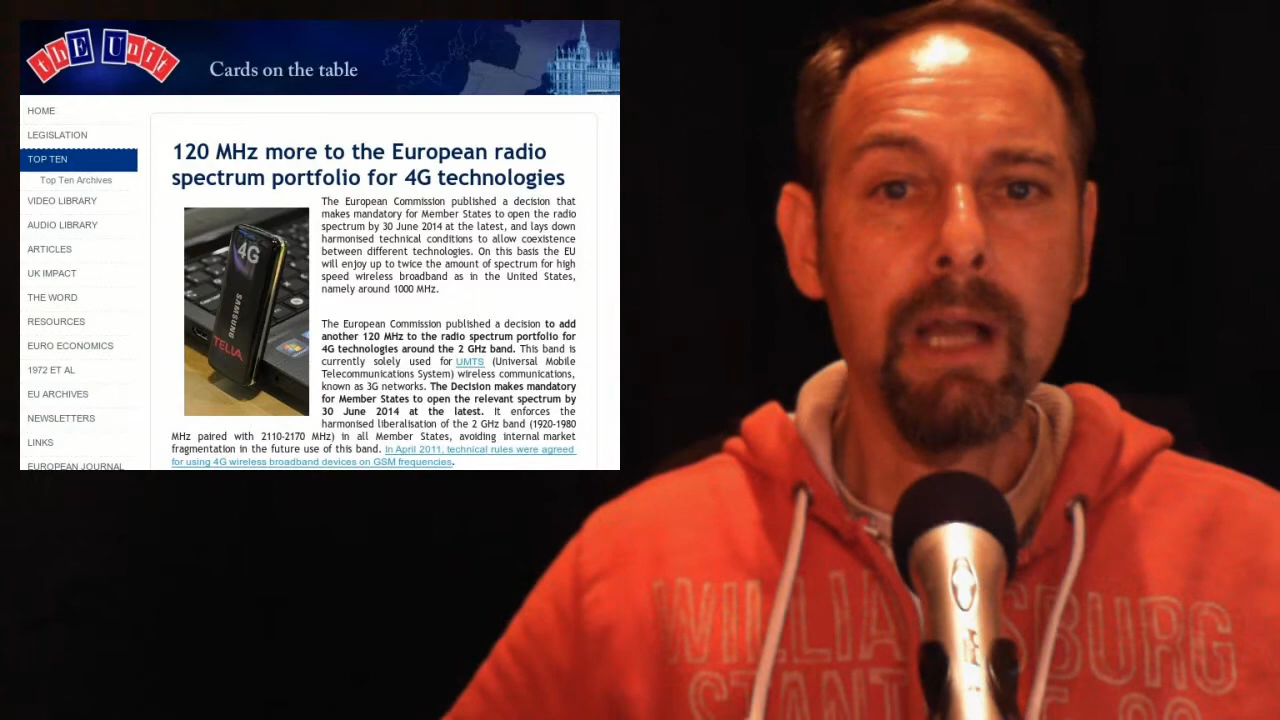 thE Unit
Cards on the table
HOME
LEGISLATION
TOP TEN
Top Ten Archives
VIDEO LIBRARY
AUDIO LIBRARY
ARTICLES
UK IMPACT
THE WORD
RESOURCES
EURO ECONOMICS
1972 ET AL
EU ARCHIVES
NEWSLETTERS
LINKS
EUROPEAN JOURNAL
120 MHz more to the European radio
spectrum portfolio for 4G technologies
The European Commission published a decision that
makes mandatory for Member States to open the radio
spectrum by 30 June 2014 at the latest, and lays down
harmonised technical conditions to allow coexistence
between different technologies. On this basis the EU
will enjoy up to twice the amount of spectrum for high
speed wireless broadband as in the United States,
namely around 1000 MHz.
4G
SAMSUNG
TELIA
The European Commission published a decision to add
another 120 MHz to the radio spectrum portfolio for
4G technologies around the 2 GHz band. This band is
currently solely used for UMTS (Universal Mobile
Telecommunications System) wireless communications,
known as 3G networks. The Decision makes mandatory
for Member States to open the relevant spectrum by
30 June 2014 at the latest. It enforces the
harmonised liberalisation of the 2 GHz band (1920-1980
MHz paired with 2110-2170 MHz) in all Member States, avoiding internal market
fragmentation in the future use of this band. In April 2011, technical rules were agreed
for using 4G wireless broadband devices on GSM frequencies.
WILLIA SBURG